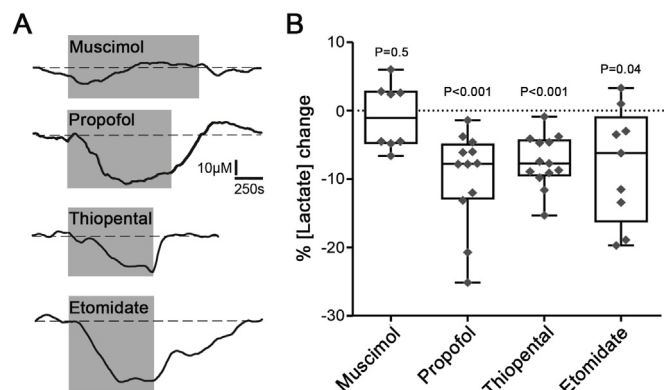 A
Muscimol
Propofol
10µM
250s
Thiopental
Etomidate
B
% [Lactate] change
10
0
-10
-20
-30
P=0.5
P<0.001
P<0.001
P=0.04
Muscimol
Propofol
Thiopental
Etomidate